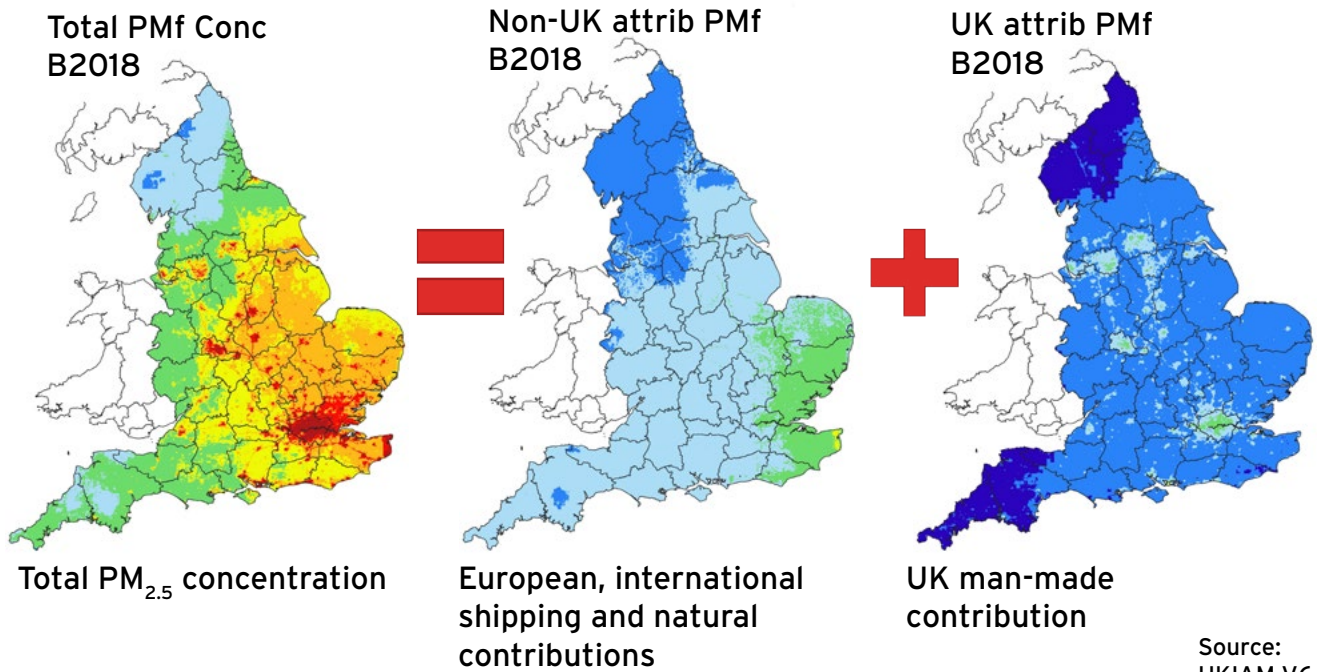 Total PMf Conc
B2018
Non-UK attrib PMf
B2018
UK attrib PMf
B2018
Total PM₂.₅ concentration
European, international
shipping and natural
contributions
UK man-made
contribution
Source: